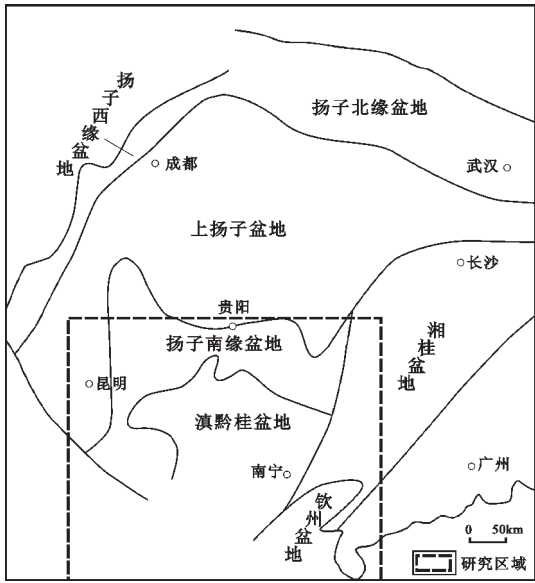 扬子西缘盆地
扬子北缘盆地
成都
武汉
上扬子盆地
长沙
贵阳
扬子南缘盆地
湘桂盆地
昆明
滇黔桂盆地
南宁
广州
钦州盆地
0 50km
研究区域